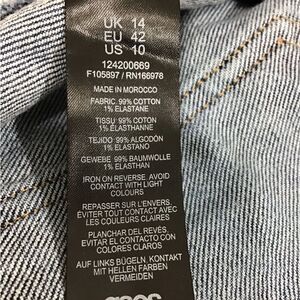 UK 14
EU 42
US 10
124200669
F105897 / RN166978
MADE IN MOROCCO
FABRIC: 99% COTTON
1% ELASTANE
TISSU: 99% COTON
1% ÉLASTHANNE
TEJIDO: 99% ALGODÓN
1% ELASTANO
GEWEBE: 99% BAUMWOLLE
1% ELASTHAN
IRON ON REVERSE. AVOID
CONTACT WITH LIGHT
COLOURS
REPASSER SUR L'ENVERS.
ÉVITER TOUT CONTACT AVEC
LES COULEURS CLAIRES
PLANCHAR DEL REVÉS.
EVITAR EL CONTACTO CON
COLORES CLAROS
AUF LINKS BÜGELN. KONTAKT
MIT HELLEN FARBEN
VERMEIDEN